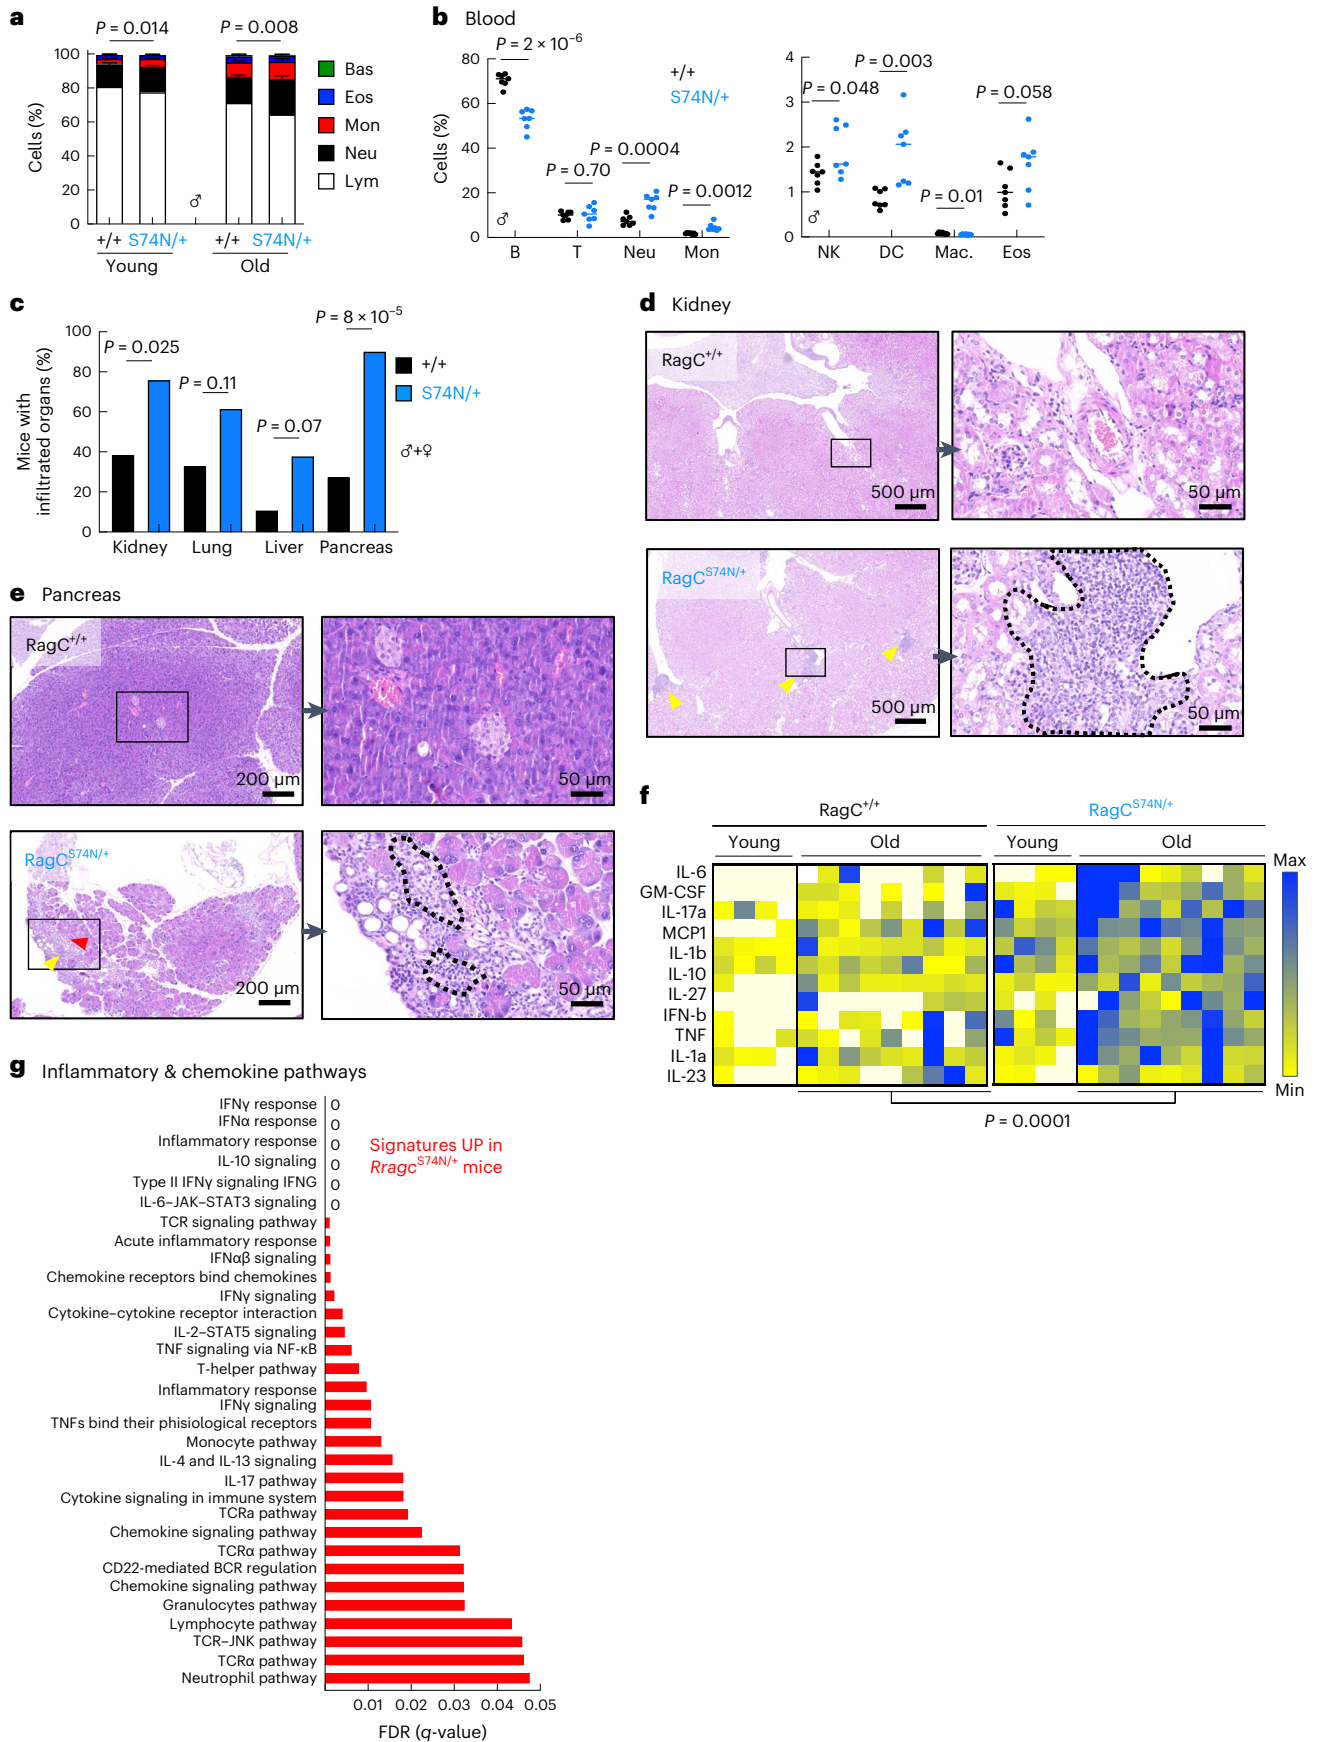 a
P = 0.014
P = 0.008
100
80
60
40
20
0
Cells (%)
♂
+/+ S74N/+ +/+ S74N/+
Young Old
Bas
Eos
Mon
Neu
Lym
b Blood
P = 2 × 10⁻⁶
80
60
40
20
0
Cells (%)
+/+
S74N/+
P = 0.70
P = 0.0004
P = 0.0012
♂
B T Neu Mon
4
3
2
1
0
P = 0.048
P = 0.003
P = 0.01
P = 0.058
♂
NK DC Mac. Eos
c
P = 8 × 10⁻⁵
P = 0.025
P = 0.11
P = 0.07
100
80
60
40
20
0
Mice with
infiltrated organs (%)
+/+
S74N/+
♂+♀
Kidney Lung Liver Pancreas
d Kidney
RagC+/+
500 µm
50 µm
RagCS74N/+
500 µm
50 µm
e Pancreas
RagC+/+
200 µm
50 µm
RagCS74N/+
200 µm
50 µm
f
RagC+/+ RagCS74N/+
Young Old Young Old
IL-6
GM-CSF
IL-17a
MCP1
IL-1b
IL-10
IL-27
IFN-b
TNF
IL-1a
IL-23
Max
Min
P = 0.0001
g Inflammatory & chemokine pathways
Signatures UP in
RragcS74N/+ mice
IFNγ response 0
IFNα response 0
Inflammatory response 0
IL-10 signaling 0
Type II IFNγ signaling IFNG 0
IL-6–JAK–STAT3 signaling 0
TCR signaling pathway
Acute inflammatory response
IFNαβ signaling
Chemokine receptors bind chemokines
IFNγ signaling
Cytokine–cytokine receptor interaction
IL-2–STAT5 signaling
TNF signaling via NF-κB
T-helper pathway
Inflammatory response
IFNγ signaling
TNFs bind their phisiological receptors
Monocyte pathway
IL-4 and IL-13 signaling
IL-17 pathway
Cytokine signaling in immune system
TCRa pathway
Chemokine signaling pathway
TCRα pathway
CD22-mediated BCR regulation
Chemokine signaling pathway
Granulocytes pathway
Lymphocyte pathway
TCR–JNK pathway
TCRα pathway
Neutrophil pathway
0.01 0.02 0.03 0.04 0.05
FDR (q-value)